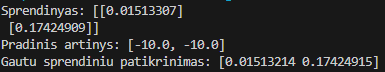 Sprendinyas: [[0.01513307]
 [0.17424909]]
Pradinis artinys: [-10.0, -10.0]
Gautu sprendiniu patikrinimas: [0.01513214 0.17424915]